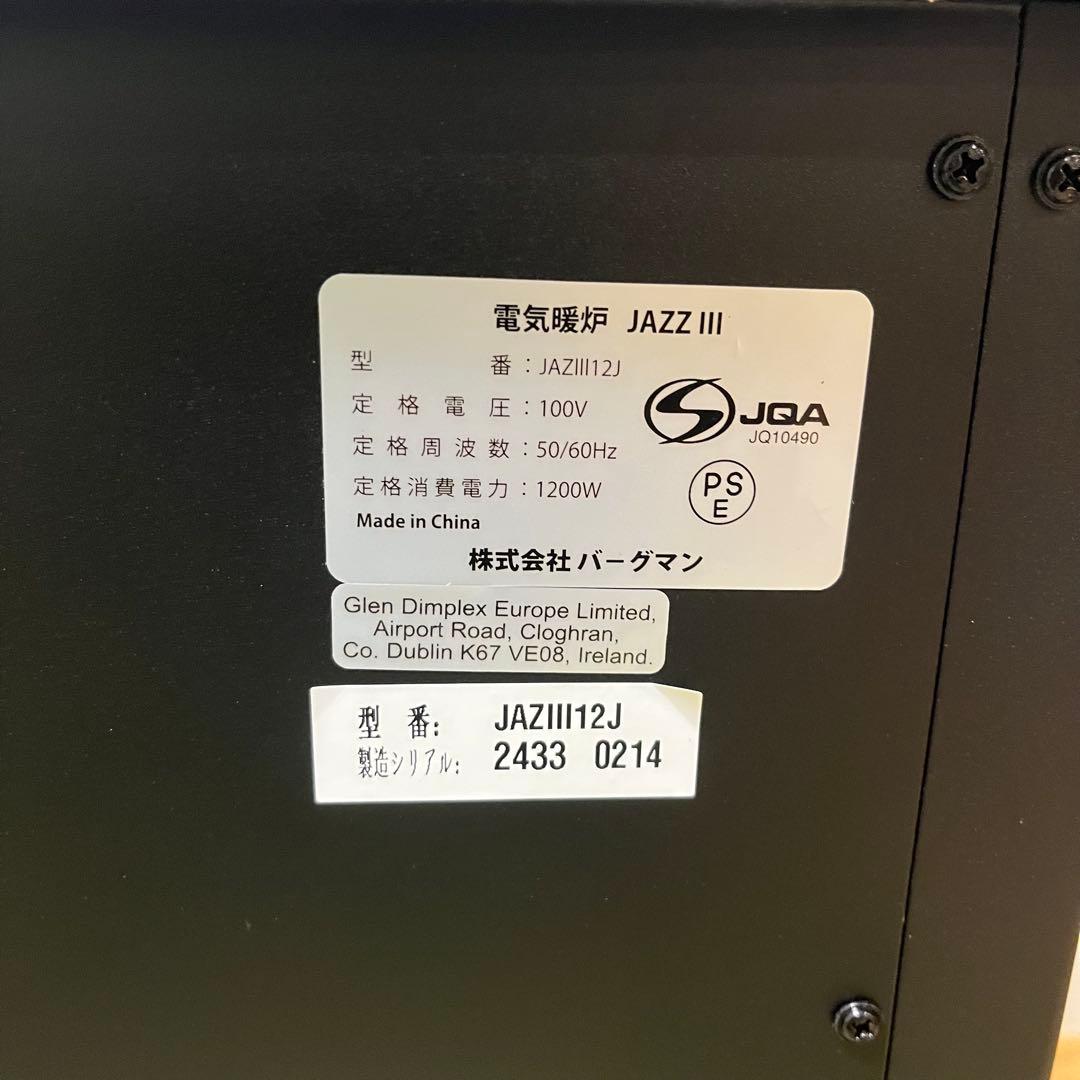 電気暖炉 JAZZ III
型番：JAZIII12J
定格電圧：100V
定格周波数：50/60Hz
定格消費電力：1200W
Made in China
JQA
JQ10490
PS
E
株式会社 バーグマン
Glen Dimplex Europe Limited,
Airport Road, Cloghran,
Co. Dublin K67 VE08, Ireland.
型番: JAZIII12J
製造シリアル: 2433 0214